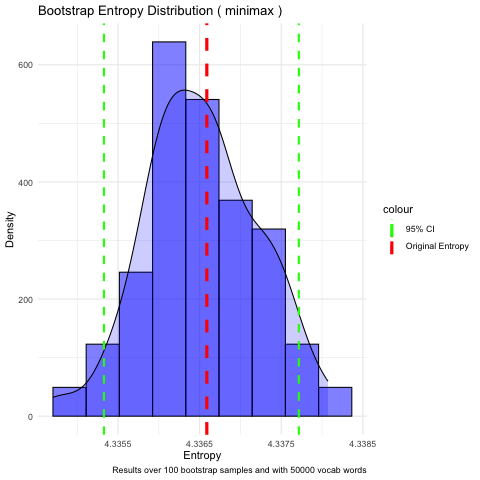 Bootstrap Entropy Distribution ( minimax )
600
400
200
0
Density
4.3355
4.3365
4.3375
4.3385
Entropy
Results over 100 bootstrap samples and with 50000 vocab words
colour
95% CI
Original Entropy